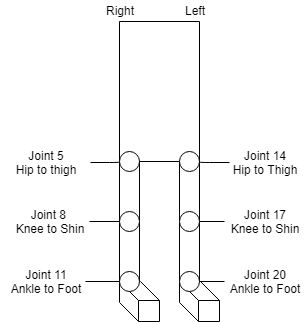 Right Left
Joint 5
Hip to thigh
Joint 14
Hip to Thigh
Joint 8
Knee to Shin
Joint 17
Knee to Shin
Joint 11
Ankle to Foot
Joint 20
Ankle to Foot